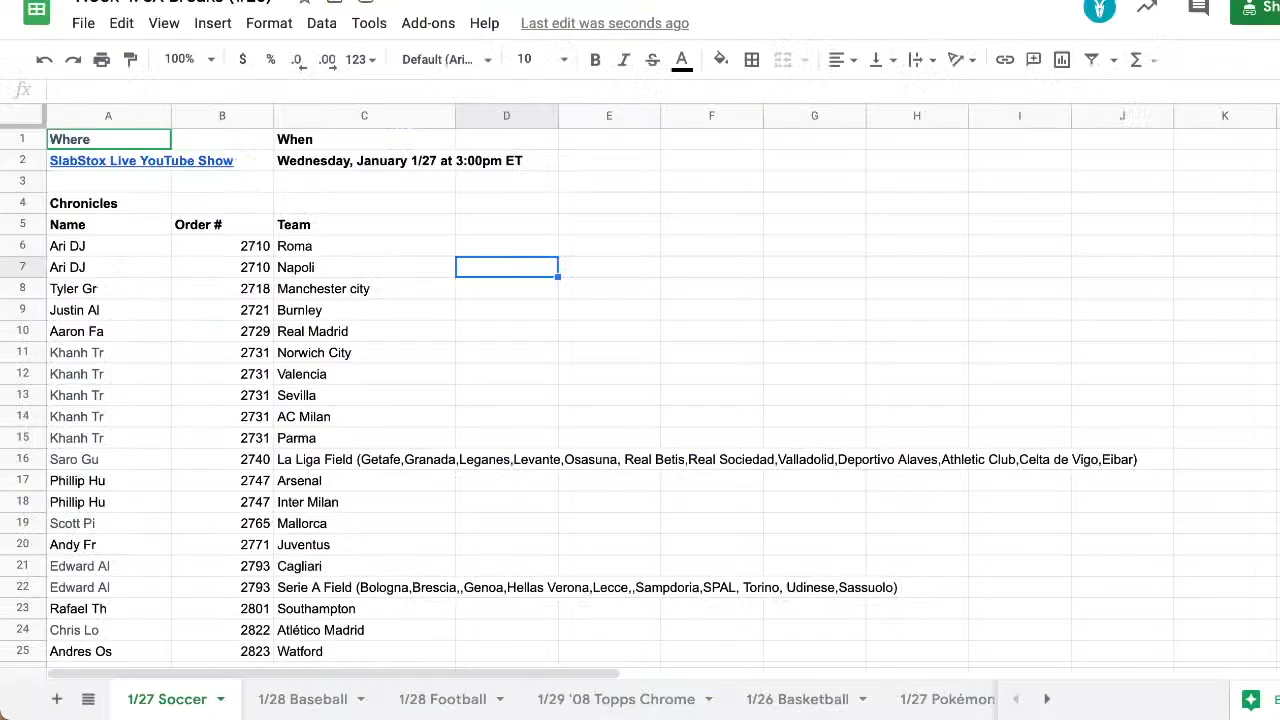 File Edit View Insert Format Data Tools Add-ons Help Last edit was seconds ago
100% $ % .0 .00 123 Default (Ari... 10 B I S A Σ
fx
A B C D E F G H I J K
1 Where When
2 SlabStox Live YouTube Show Wednesday, January 1/27 at 3:00pm ET
3
4 Chronicles
5 Name Order # Team
6 Ari DJ 2710 Roma
7 Ari DJ 2710 Napoli
8 Tyler Gr 2718 Manchester city
9 Justin Al 2721 Burnley
10 Aaron Fa 2729 Real Madrid
11 Khanh Tr 2731 Norwich City
12 Khanh Tr 2731 Valencia
13 Khanh Tr 2731 Sevilla
14 Khanh Tr 2731 AC Milan
15 Khanh Tr 2731 Parma
16 Saro Gu 2740 La Liga Field (Getafe,Granada,Leganes,Levante,Osasuna, Real Betis,Real Sociedad,Valladolid,Deportivo Alaves,Athletic Club,Celta de Vigo,Eibar)
17 Phillip Hu 2747 Arsenal
18 Phillip Hu 2747 Inter Milan
19 Scott Pi 2765 Mallorca
20 Andy Fr 2771 Juventus
21 Edward Al 2793 Cagliari
22 Edward Al 2793 Serie A Field (Bologna,Brescia,,Genoa,Hellas Verona,Lecce,,Sampdoria,SPAL, Torino, Udinese,Sassuolo)
23 Rafael Th 2801 Southampton
24 Chris Lo 2822 Atlético Madrid
25 Andres Os 2823 Watford
1/27 Soccer 1/28 Baseball 1/28 Football 1/29 '08 Topps Chrome 1/26 Basketball 1/27 Pokémon